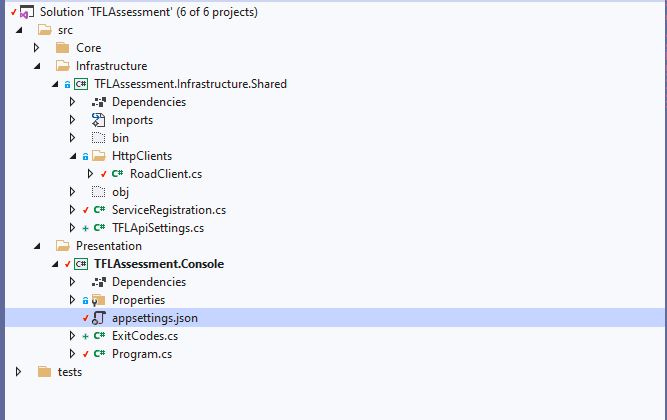 Solution 'TFLAssessment' (6 of 6 projects)
src
Core
Infrastructure
C# TFLAssessment.Infrastructure.Shared
Dependencies
Imports
bin
HttpClients
C# RoadClient.cs
obj
C# ServiceRegistration.cs
C# TFLApiSettings.cs
Presentation
C# TFLAssessment.Console
Dependencies
Properties
appsettings.json
C# ExitCodes.cs
C# Program.cs
tests